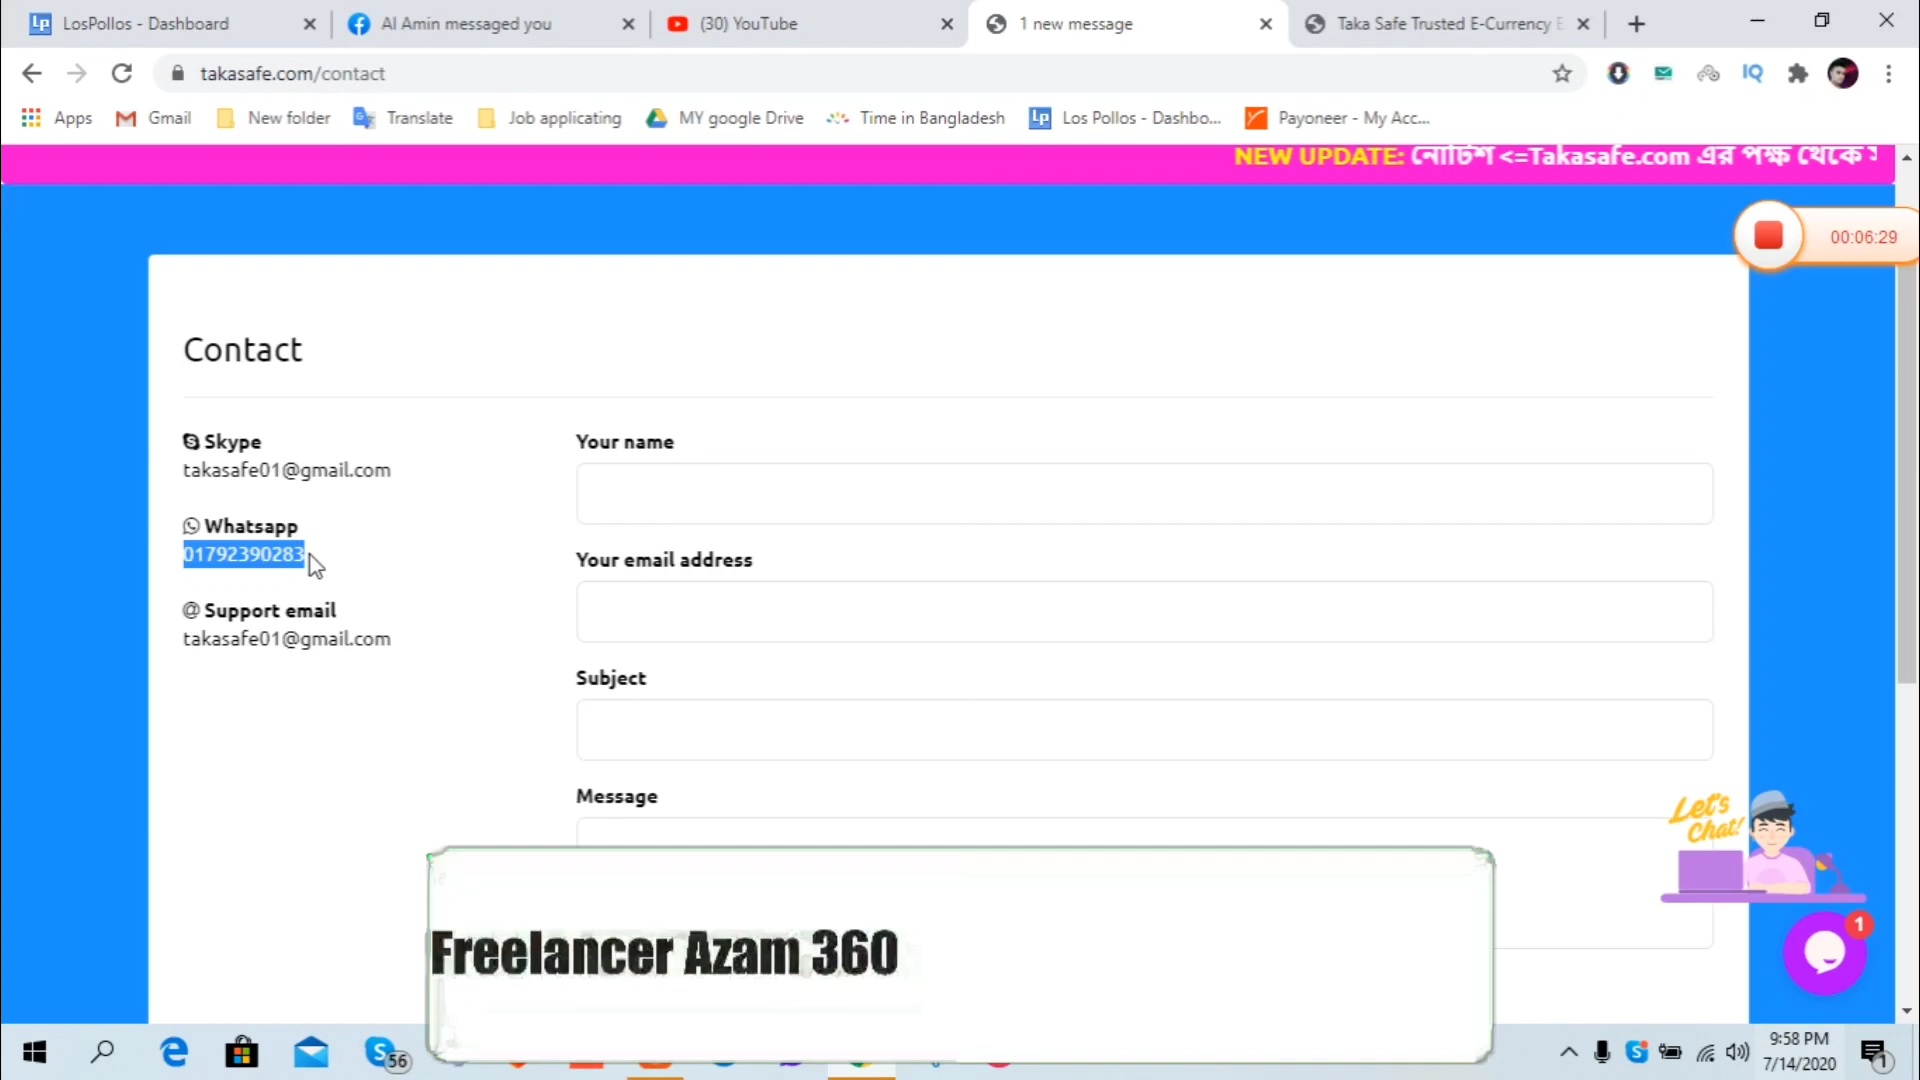 LosPollos - Dashboard
Al Amin messaged you
(30) YouTube
1 new message
Taka Safe Trusted E-Currency E
takasafe.com/contact
IQ
Apps
Gmail
New folder
Translate
Job applicating
MY google Drive
Time in Bangladesh
Los Pollos - Dashbo...
Payoneer - My Acc...
NEW UPDATE: নোটিশ <=Takasafe.com এর পক্ষ থেকে
00:06:29
Contact
Skype
takasafe01@gmail.com
Whatsapp
01792390283
@ Support email
takasafe01@gmail.com
Your name
Your email address
Subject
Message
Let's
Chat!
1
Freelancer Azam 360
56
9:58 PM
7/14/2020
1